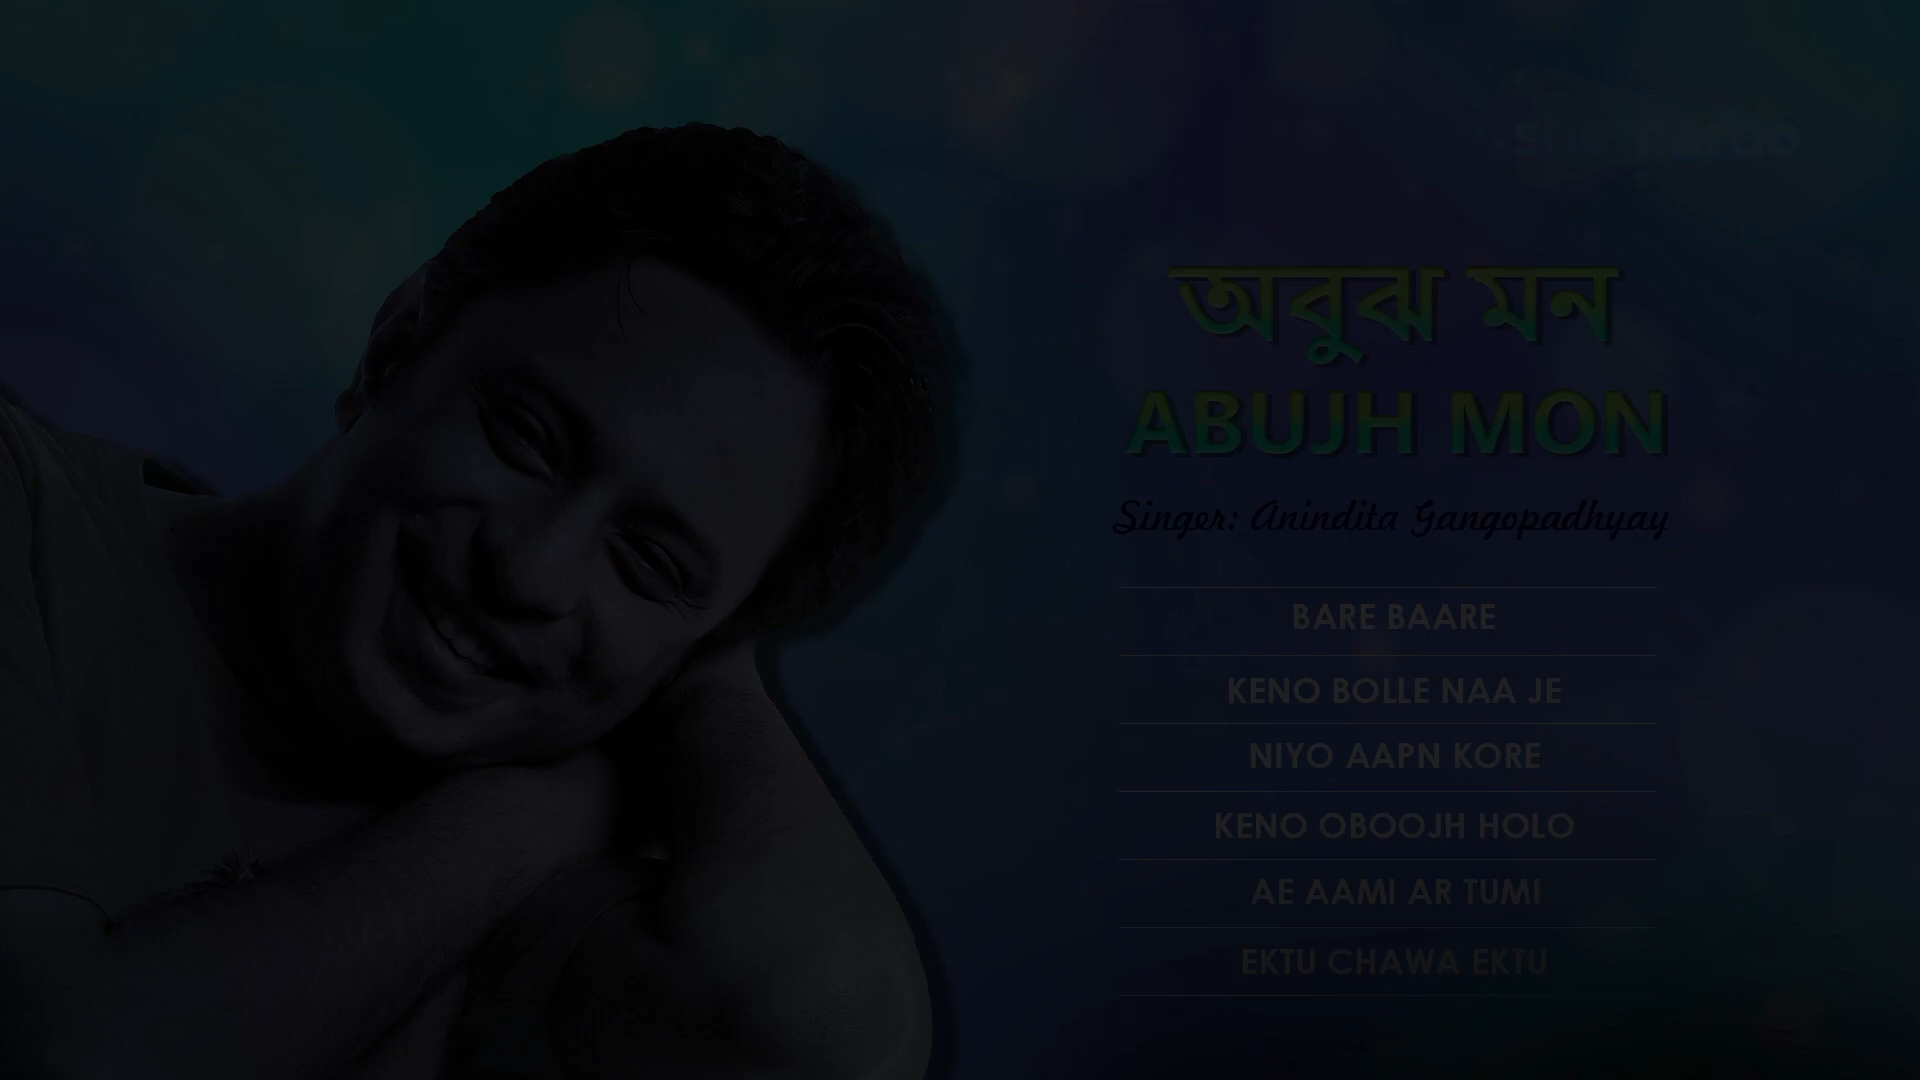 shemaroo
অবুঝ মন
ABUJH MON
Singer: Anindita Gangopadhyay
BARE BAARE
KENO BOLLE NAA JE
NIYO AAPN KORE
KENO OBOOJH HOLO
AE AAMI AR TUMI
EKTU CHAWA EKTU